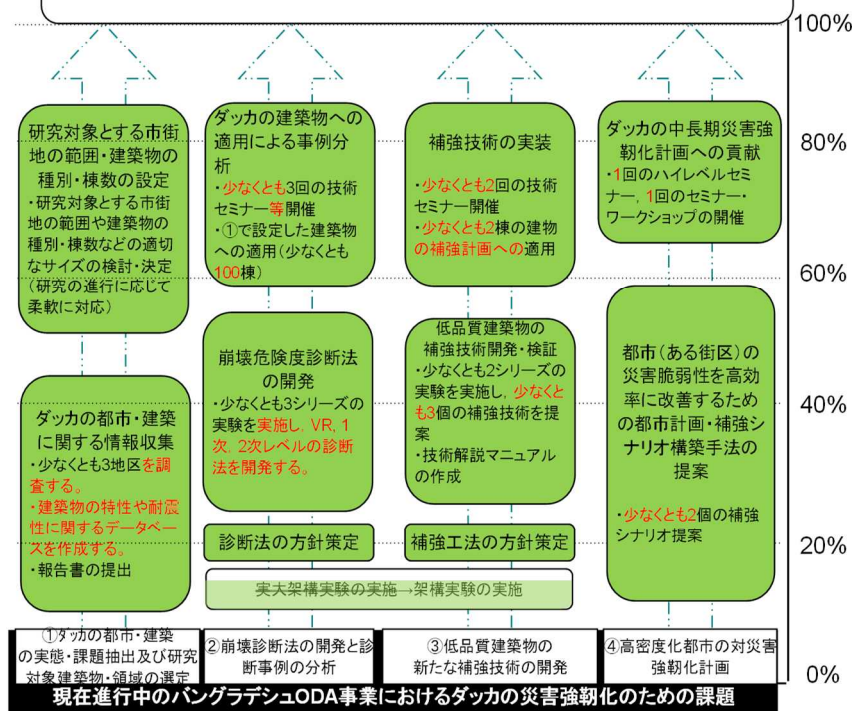 100%
80%
60%
40%
20%
0%
研究対象とする市街
地の範囲・建築物の
種別・棟数の設定
・研究対象とする市街
地の範囲や建築物の
種別・棟数などの適切
なサイズの検討・決定
(研究の進行に応じて
柔軟に対応)
ダッカの都市・建築
に関する情報収集
・少なくとも3地区を調
査する。
・建築物の特性や耐震
性に関するデータベー
スを作成する。
・報告書の提出
ダッカの建築物への
適用による事例分
析
・少なくとも3回の技術
セミナー等開催
・①で設定した建築物
への適用(少なくとも
100棟)
崩壊危険度診断法
の開発
・少なくとも3シリーズの
実験を実施し, VR, 1
次, 2次レベルの診断
法を開発する。
診断法の方針策定
補強技術の実装
・少なくとも2回の技術
セミナー開催
・少なくとも2棟の建物
の補強計画への適用
低品質建築物の
補強技術開発・検証
・少なくとも2シリーズの
実験を実施し, 少なくと
も3個の補強技術を提
案
・技術解説マニュアル
の作成
補強工法の方針策定
実大架構実験の実施→架構実験の実施
ダッカの中長期災害強
靱化計画への貢献
・1回のハイレベルセミ
ナー, 1回のセミナー・
ワークショップの開催
都市(ある街区)の
災害脆弱性を高効
率に改善するため
の都市計画・補強シ
ナリオ構築手法の
提案
・少なくとも2個の補強
シナリオ提案
①ダッカの都市・建築
の実態・課題抽出及び研究
対象建築物・領域の選定
②崩壊診断法の開発と診
断事例の分析
③低品質建築物の
新たな補強技術の開発
④高密度化都市の対災害
強靱化計画
現在進行中のバングラデシュODA事業におけるダッカの災害強靱化のための課題